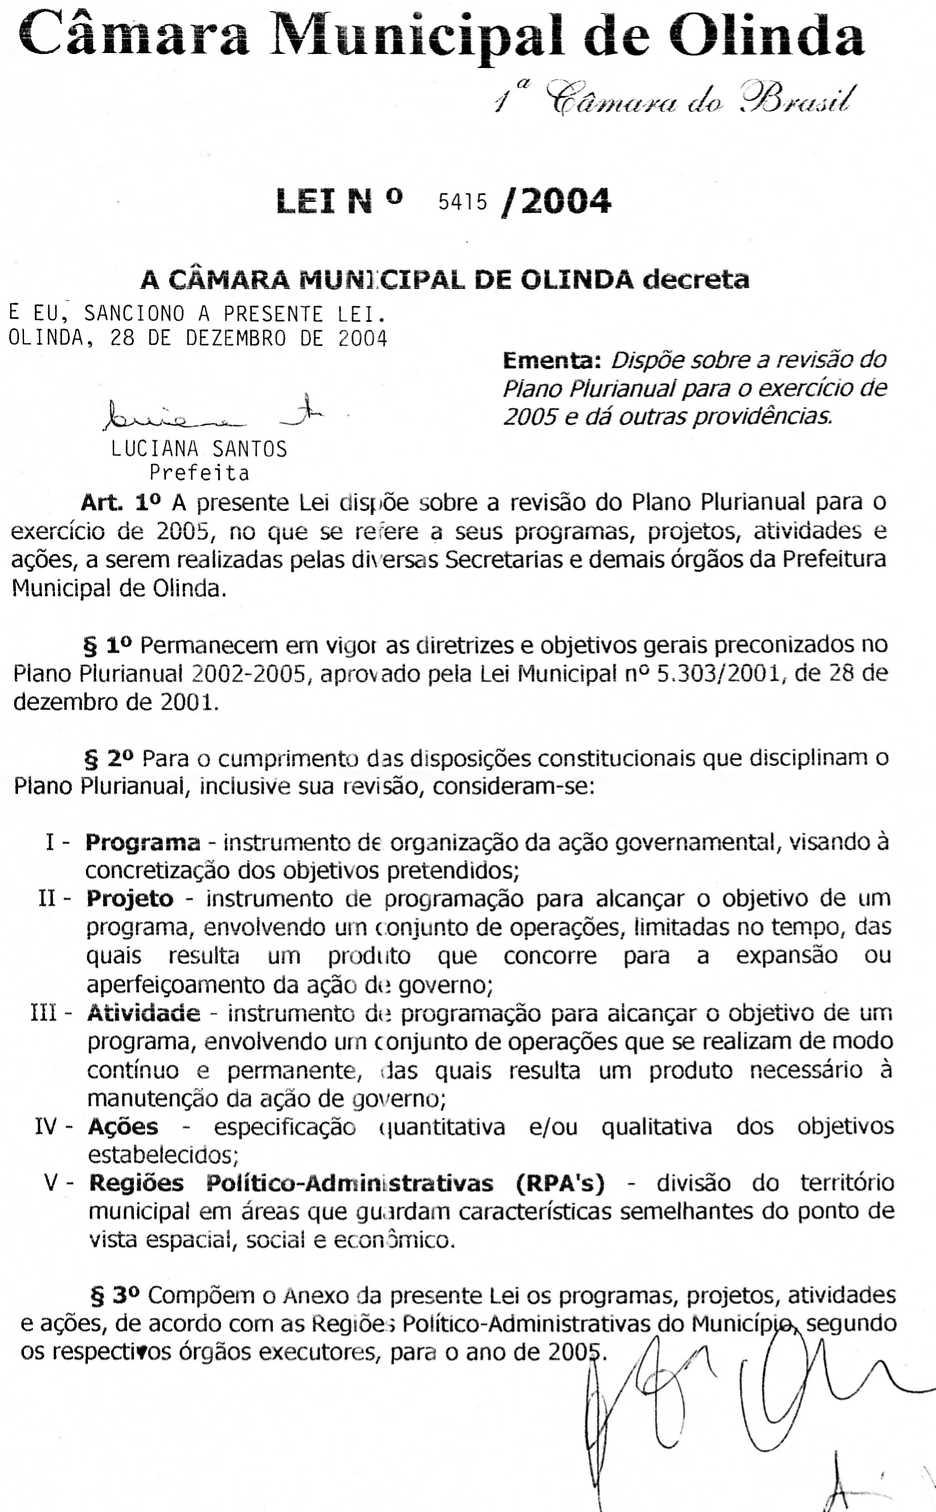 Câmara Municipal de Olinda
1ª Câmara do Brasil
LEI N º 5415 /2004
A CÂMARA MUNICIPAL DE OLINDA decreta
E EU, SANCIONO A PRESENTE LEI.
OLINDA, 28 DE DEZEMBRO DE 2004
Ementa: Dispõe sobre a revisão do
Plano Plurianual para o exercício de
2005 e dá outras providências.
LUCIANA SANTOS
Prefeita
Art. 1º A presente Lei dispõe sobre a revisão do Plano Plurianual para o
exercício de 2005, no que se refere a seus programas, projetos, atividades e
ações, a serem realizadas pelas diversas Secretarias e demais órgãos da Prefeitura
Municipal de Olinda.
§ 1º Permanecem em vigor as diretrizes e objetivos gerais preconizados no
Plano Plurianual 2002-2005, aprovado pela Lei Municipal nº 5.303/2001, de 28 de
dezembro de 2001.
§ 2º Para o cumprimento das disposições constitucionais que disciplinam o
Plano Plurianual, inclusive sua revisão, consideram-se:
I - Programa - instrumento de organização da ação governamental, visando à
concretização dos objetivos pretendidos;
II - Projeto - instrumento de programação para alcançar o objetivo de um
programa, envolvendo um conjunto de operações, limitadas no tempo, das
quais resulta um produto que concorre para a expansão ou
aperfeiçoamento da ação de governo;
III - Atividade - instrumento de programação para alcançar o objetivo de um
programa, envolvendo um conjunto de operações que se realizam de modo
contínuo e permanente, das quais resulta um produto necessário à
manutenção da ação de governo;
IV - Ações - especificação quantitativa e/ou qualitativa dos objetivos
estabelecidos;
V - Regiões Político-Administrativas (RPA's) - divisão do território
municipal em áreas que guardam características semelhantes do ponto de
vista espacial, social e econômico.
§ 3º Compõem o Anexo da presente Lei os programas, projetos, atividades
e ações, de acordo com as Regiões Político-Administrativas do Município, segundo
os respectivos órgãos executores, para o ano de 2005.